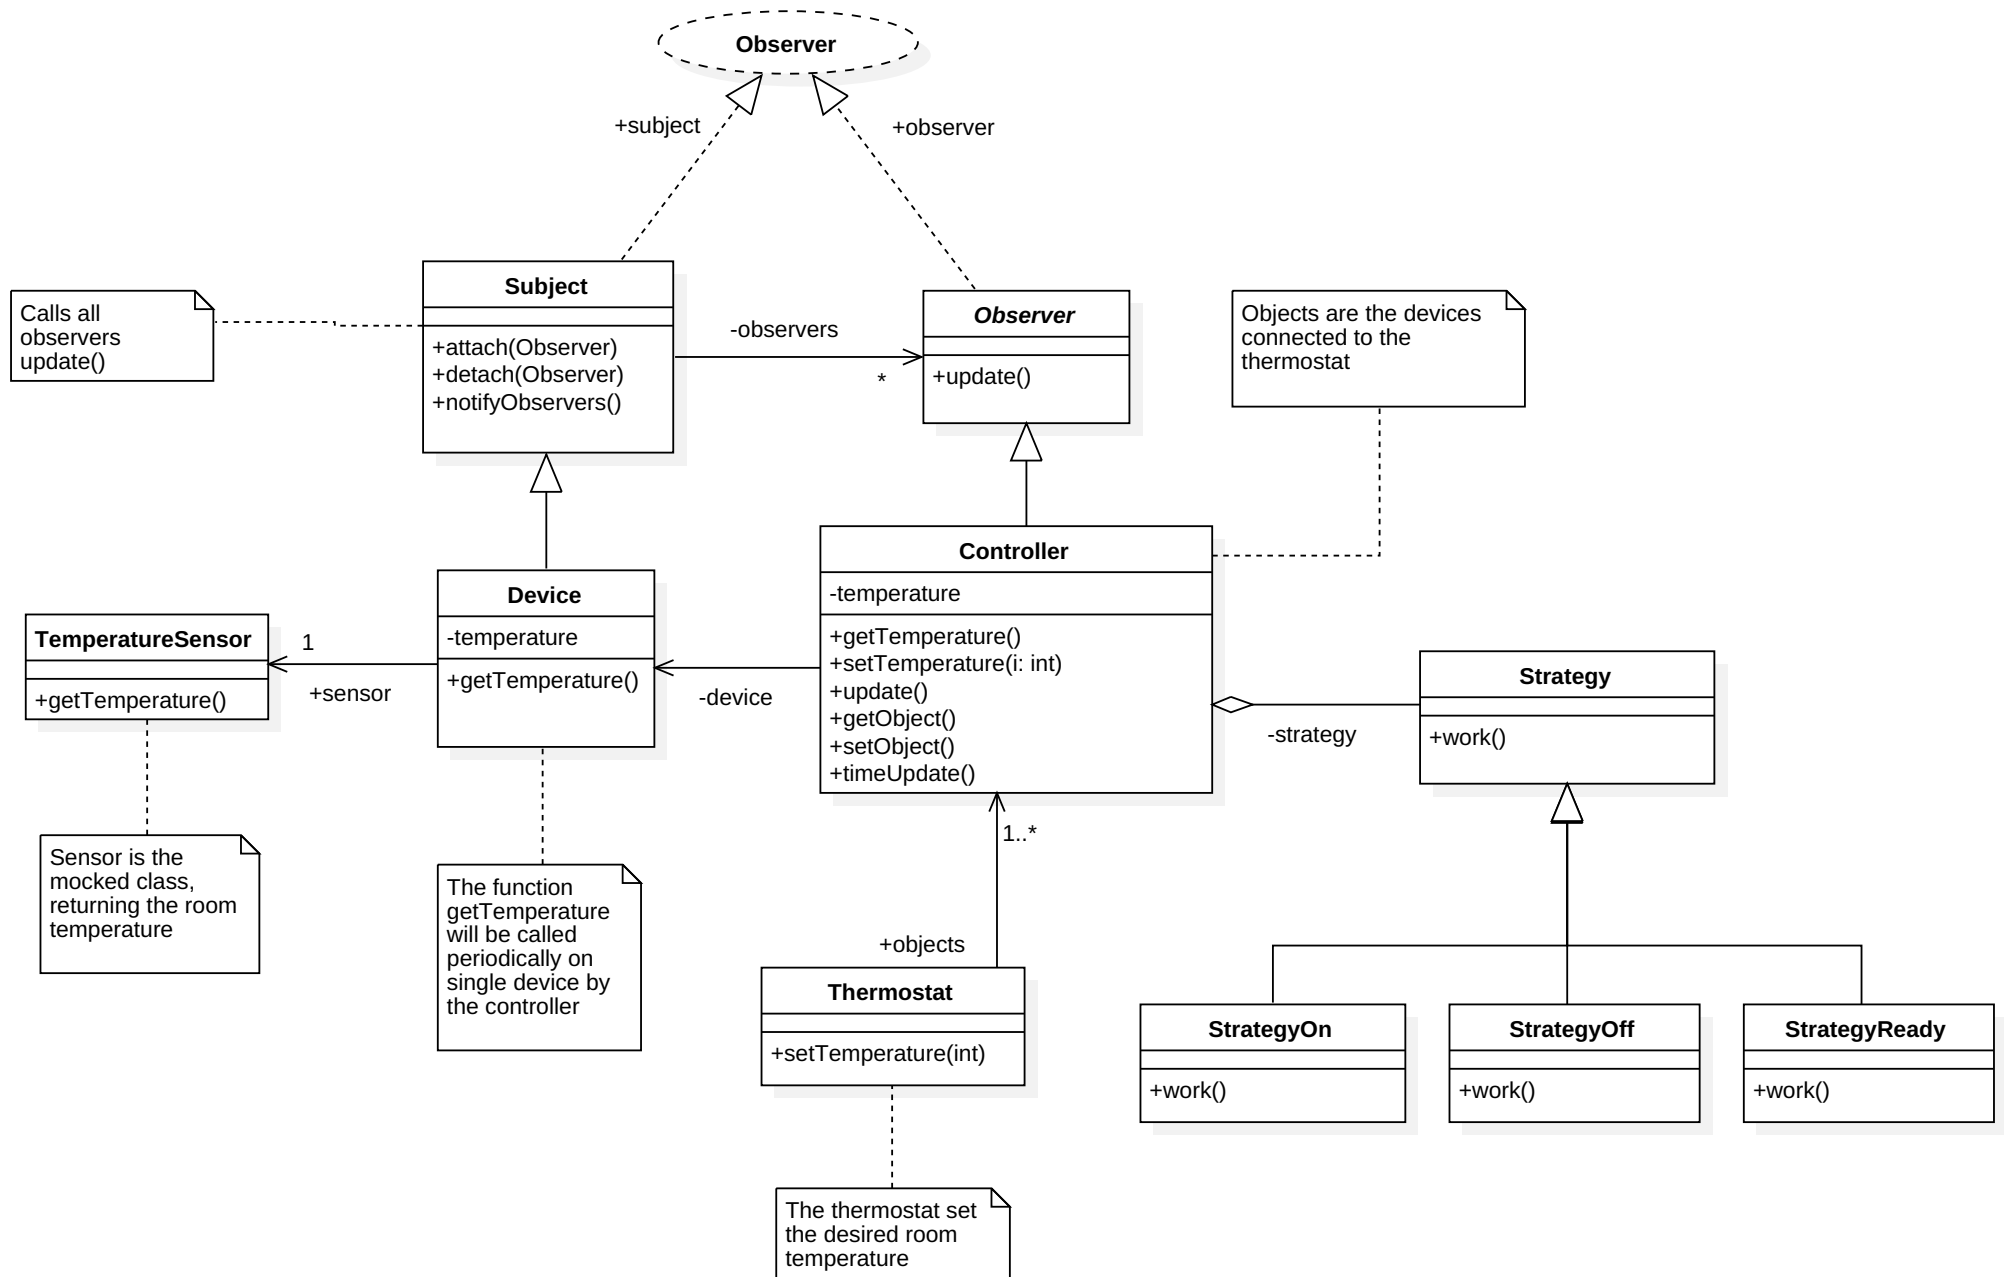 Observer
+subject
+observer
Calls all
observers
update()
Subject
+attach(Observer)
+detach(Observer)
+notifyObservers()
-observers
*
Observer
+update()
Objects are the devices
connected to the
thermostat
TemperatureSensor
+getTemperature()
1
+sensor
Device
-temperature
+getTemperature()
-device
Controller
-temperature
+getTemperature()
+setTemperature(i: int)
+update()
+getObject()
+setObject()
+timeUpdate()
-strategy
Strategy
+work()
Sensor is the
mocked class,
returning the room
temperature
The function
getTemperature
will be called
periodically on
single device by
the controller
1..*
+objects
Thermostat
+setTemperature(int)
StrategyOn
+work()
StrategyOff
+work()
StrategyReady
+work()
The thermostat set
the desired room
temperature